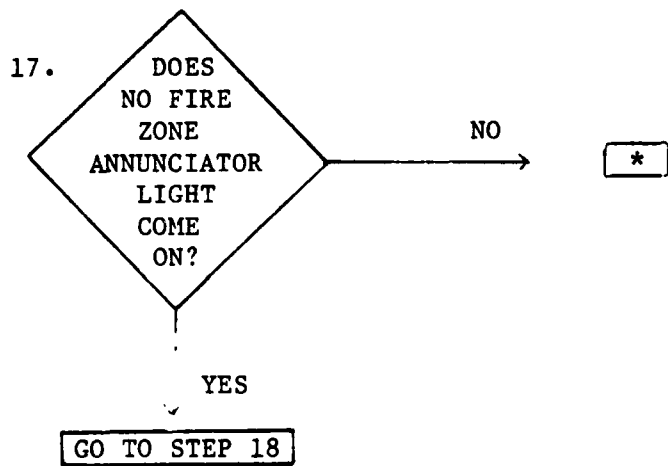 17.
DOES
NO FIRE
ZONE
ANNUNCIATOR
LIGHT
COME
ON?
NO
*
YES
GO TO STEP 18